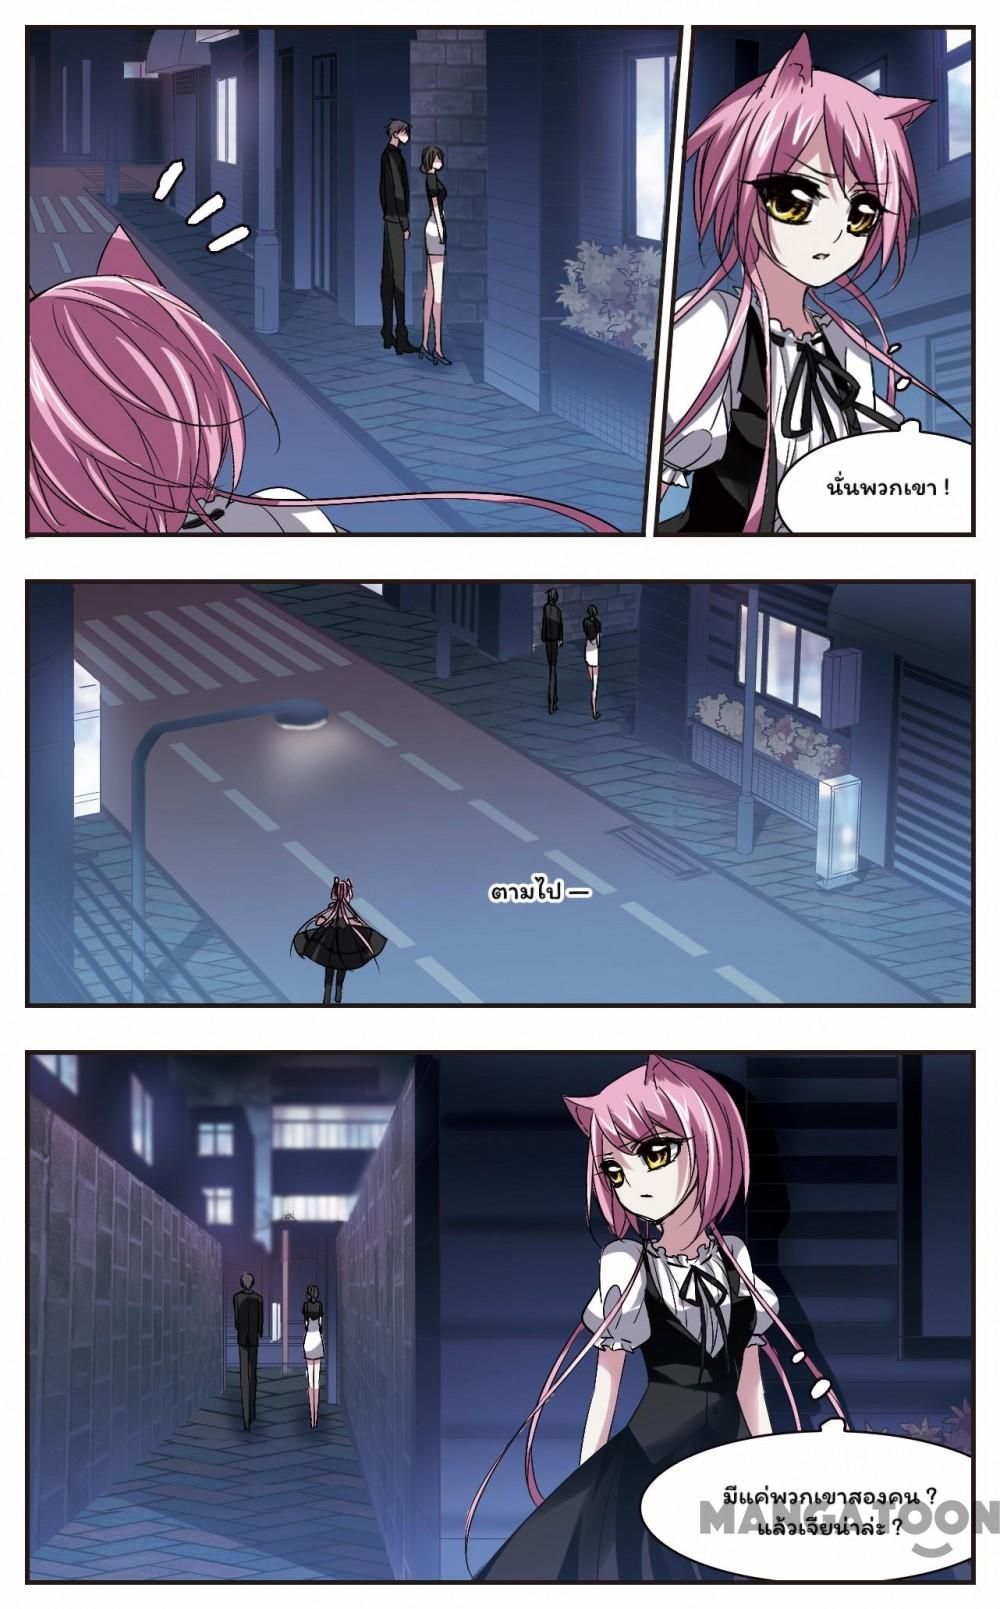 นั่นพวกเขา !
ตามไป —
มีแค่พวกเขาสองคน ?
แล้วเจียน่าล่ะ ?
MANGATOON